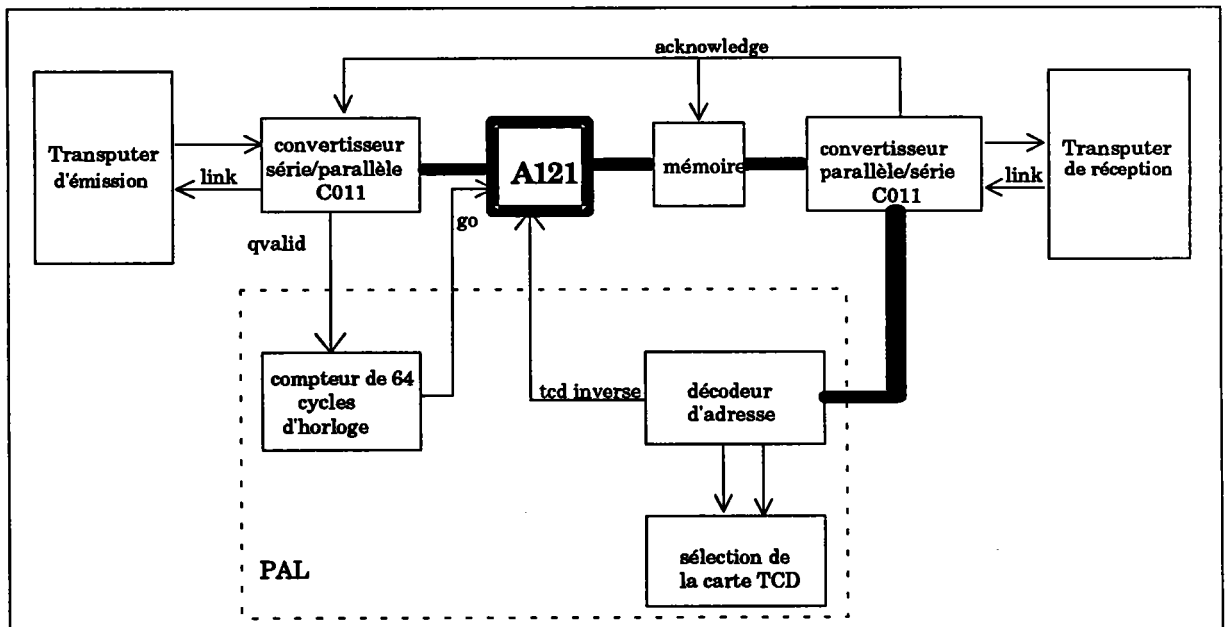 acknowledge
Transputer
d'émission
link
convertisseur
série/parallèle
C011
A121
mémoire
convertisseur
parallèle/série
C011
link
Transputer
de réception
qvalid
go
compteur de 64
cycles
d'horloge
tcd inverse
décodeur
d'adresse
sélection de
la carte TCD
PAL